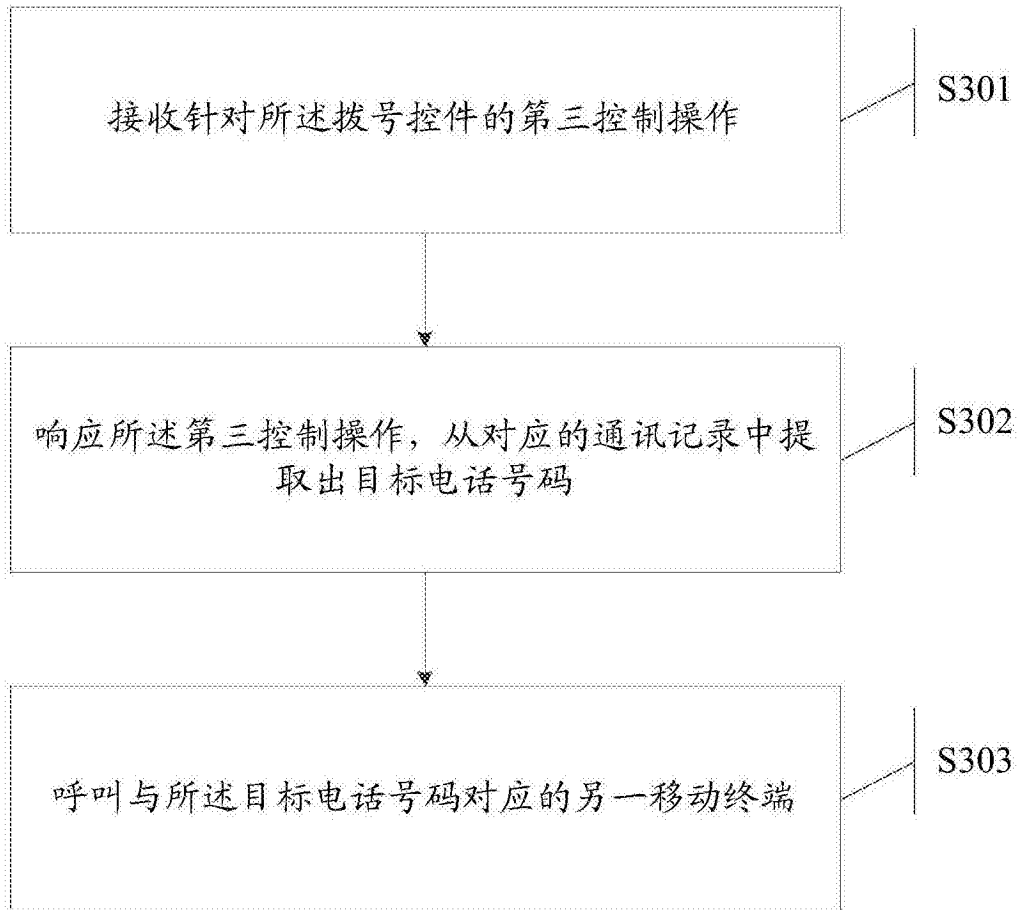 接收针对所述拨号控件的第三控制操作
S301
响应所述第三控制操作，从对应的通讯记录中提
取出目标电话号码
S302
呼叫与所述目标电话号码对应的另一移动终端
S303